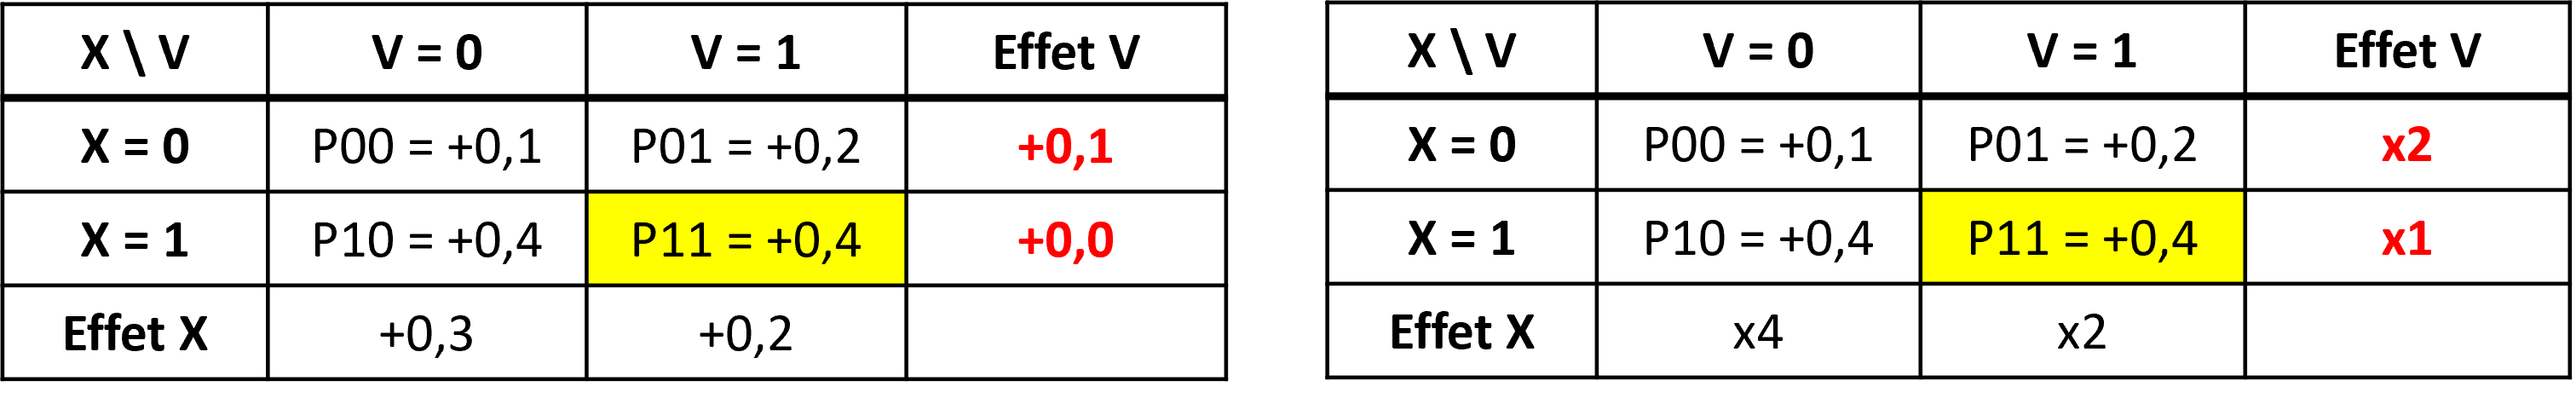 X \ V V = 0 V = 1 Effet V
X = 0 P00 = +0,1 P01 = +0,2 +0,1
X = 1 P10 = +0,4 P11 = +0,4 +0,0
Effet X +0,3 +0,2
X \ V V = 0 V = 1 Effet V
X = 0 P00 = +0,1 P01 = +0,2 x2
X = 1 P10 = +0,4 P11 = +0,4 x1
Effet X x4 x2